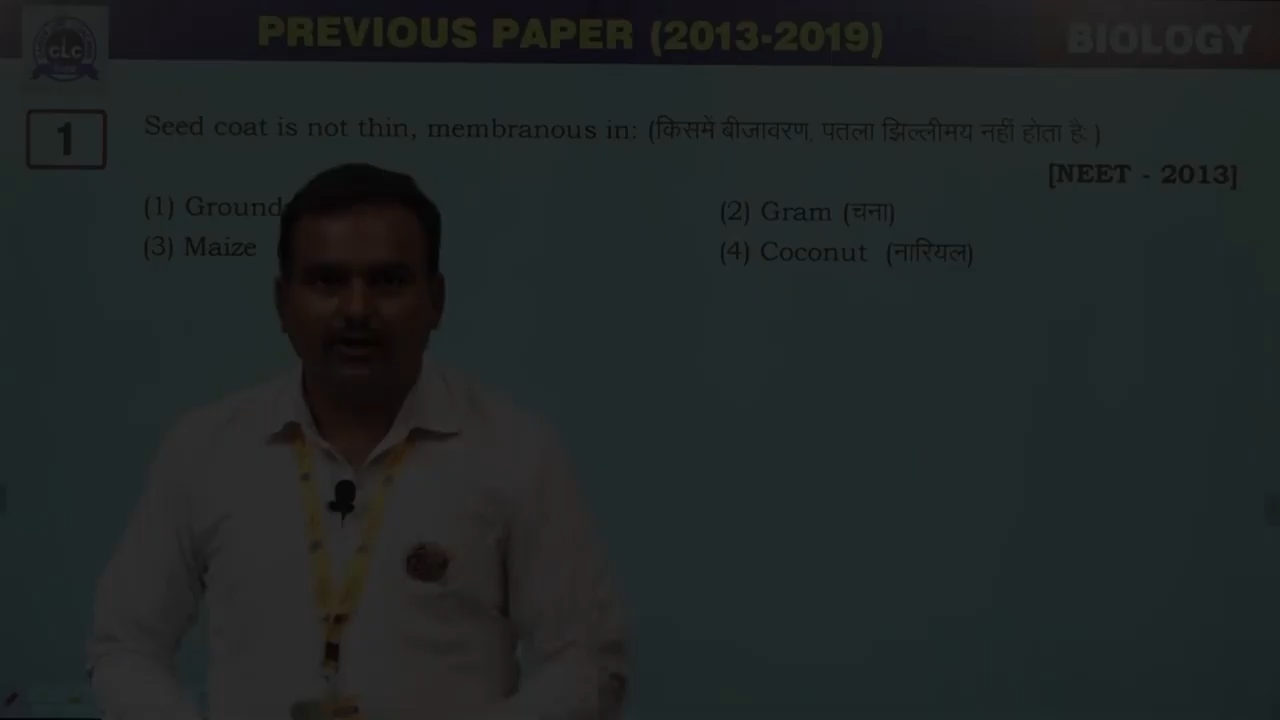 PREVIOUS PAPER (2013-2019)
BIOLOGY
CLC
1
Seed coat is not thin, membranous in: (किसमें बीजावरण, पतला झिल्लीमय नहीं होता है: )
[NEET - 2013]
(1) Ground
(2) Gram (चना)
(3) Maize
(4) Coconut (नारियल)